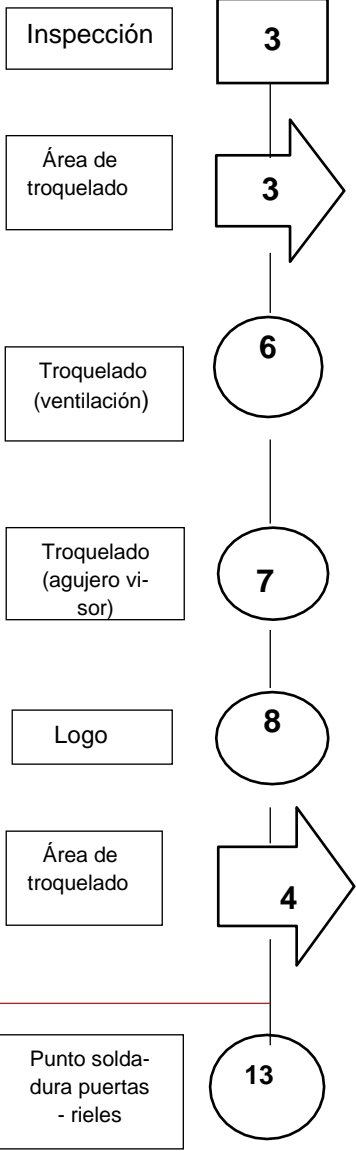 Inspección
3
Área de
troquelado
3
6
Troquelado
(ventilación)
Troquelado
(agujero vi-
sor)
7
8
Logo
Área de
troquelado
4
Punto solda-
dura puertas
- rieles
13